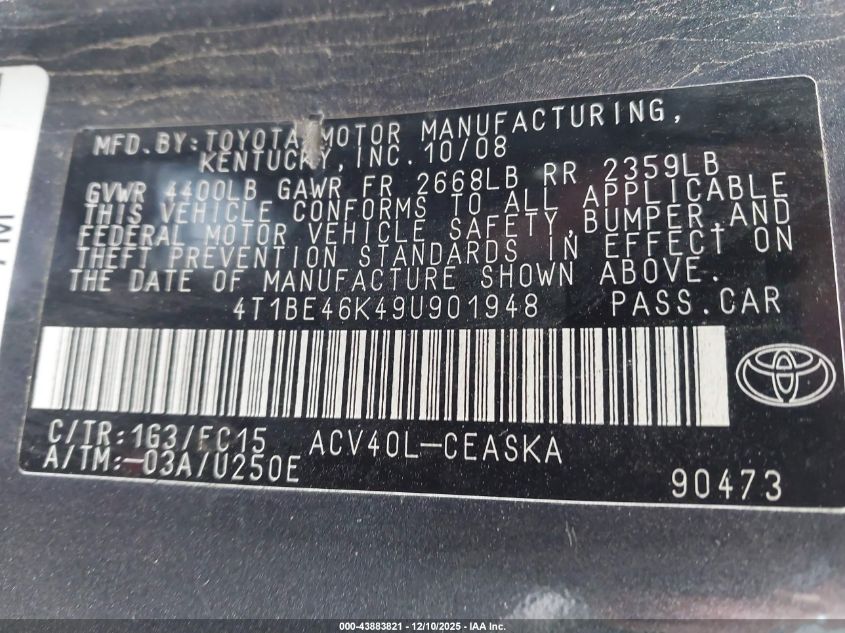 MFD.BY:TOYOTA MOTOR MANUFACTURING,
KENTUCKY,INC.10/08
GVWR 4400LB GAWR FR 2668LB RR 2359LB
THIS VEHICLE CONFORMS TO ALL APPLICABLE
FEDERAL MOTOR VEHICLE SAFETY,BUMPER,AND
THEFT PREVENTION STANDARDS IN EFFECT ON
THE DATE OF MANUFACTURE SHOWN ABOVE.
4T1BE46K49U901948 PASS.CAR
C/TR:1G3/FC15 ACV40L-CEASKA
A/TM:-03A/U250E
90473
000-43883821 - 12/10/2025 - IAA Inc.